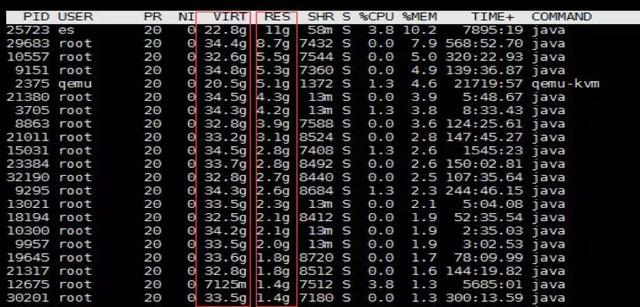 PID USER PR NI VIRT RES SHR S %CPU %MEM TIME+ COMMAND
25723 es 20 0 22.8g 11g 58m S 3.8 10.2 7895:19 java
29683 root 20 0 34.4g 8.7g 7432 S 0.0 7.9 568:52.70 java
10557 root 20 0 32.6g 5.5g 7544 S 0.0 5.0 320:22.93 java
9151 root 20 0 34.8g 5.3g 7360 S 0.0 4.9 139:36.87 java
2375 qemu 20 0 20.5g 5.1g 1372 S 1.3 4.6 21719:57 qemu-kvm
21380 root 20 0 34.5g 4.3g 13m S 0.0 3.9 5:48.67 java
3705 root 20 0 34.3g 4.2g 13m S 1.3 3.8 8:33.43 java
8863 root 20 0 32.8g 3.9g 7588 S 0.0 3.6 124:25.61 java
21011 root 20 0 33.2g 3.1g 8524 S 0.0 2.8 147:45.27 java
15031 root 20 0 34.5g 2.8g 7408 S 1.3 2.6 1545:23 java
23384 root 20 0 33.7g 2.8g 8492 S 0.0 2.6 150:02.81 java
32190 root 20 0 32.8g 2.7g 8440 S 0.0 2.5 107:35.64 java
9295 root 20 0 34.3g 2.6g 8684 S 1.3 2.3 244:46.15 java
13021 root 20 0 33.5g 2.3g 13m S 0.0 2.1 5:04.08 java
18194 root 20 0 32.5g 2.1g 8412 S 0.0 1.9 52:35.54 java
10300 root 20 0 34.2g 2.1g 13m S 0.0 1.9 2:35.03 java
9957 root 20 0 33.5g 2.0g 13m S 0.0 1.9 3:02.53 java
19645 root 20 0 33.6g 1.8g 8720 S 0.0 1.7 78:09.99 java
21317 root 20 0 32.8g 1.8g 8512 S 0.0 1.6 144:19.82 java
12675 root 20 0 7125m 1.4g 7512 S 3.8 1.3 5685:01 java
30201 root 20 0 33.5g 1.4g 7180 S 0.0 1.3 300:13.59 java